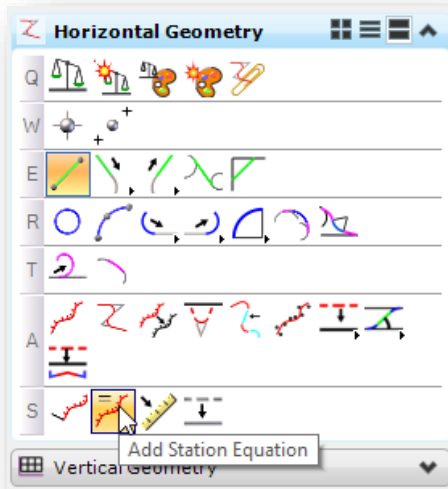 Horizontal Geometry
Q
W
E
R
T
A
S
Add Station Equation
Vertical Geometry